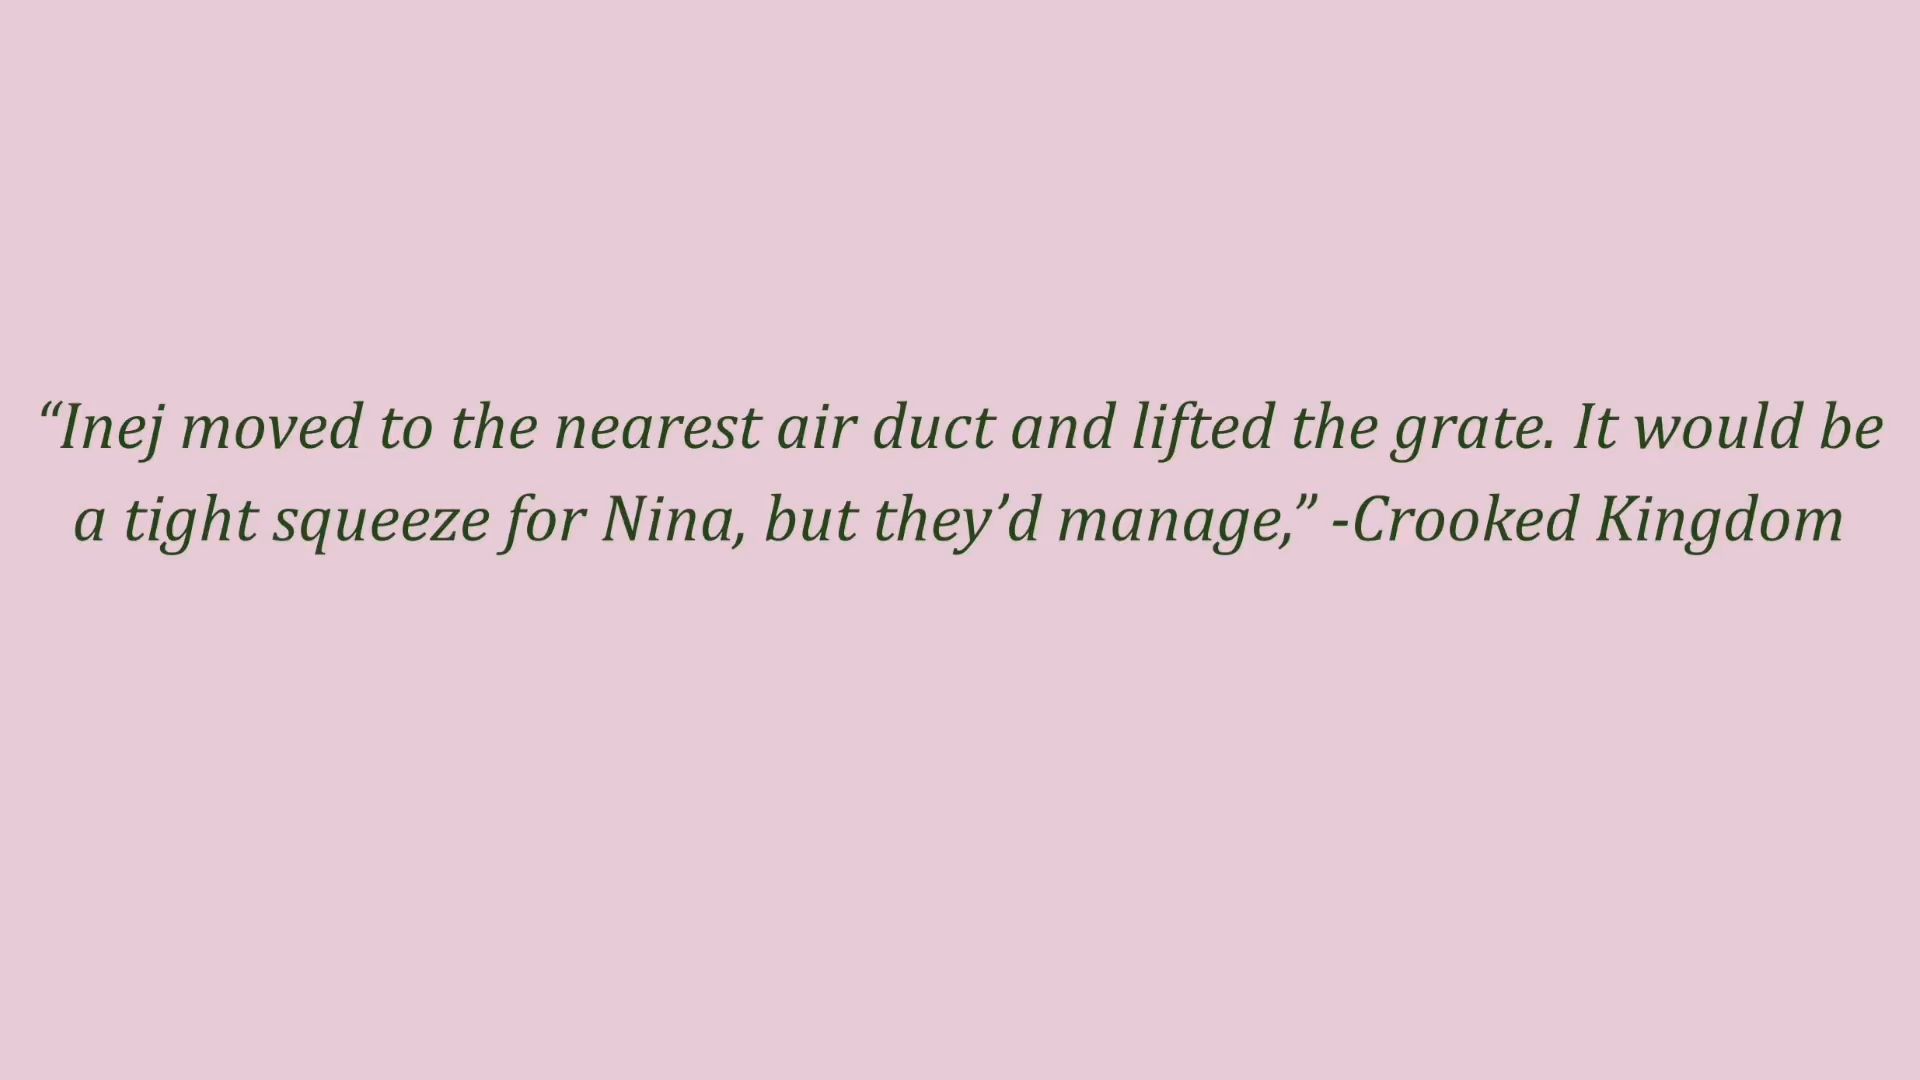 “Inej moved to the nearest air duct and lifted the grate. It would be
a tight squeeze for Nina, but they’d manage,” -Crooked Kingdom